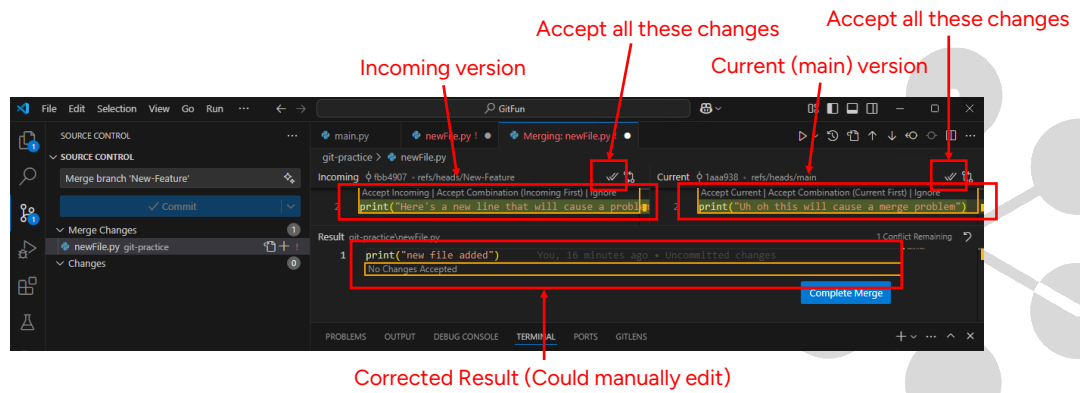 Accept all these changes
Accept all these changes
Incoming version
Current (main) version
File Edit Selection View Go Run ··· ← → GitFun
SOURCE CONTROL ···
main.py newFile.py ! ● Merging: newFile.py ●
SOURCE CONTROL
git-practice > newFile.py
Merge branch 'New-Feature'
Incoming fbb4907 · refs/heads/New-Feature
Current 1aaa938 · refs/heads/main
Accept Incoming | Accept Combination (Incoming First) | Ignore
Accept Current | Accept Combination (Current First) | Ignore
✓ Commit
2 print("Here's a new line that will cause a probl
2 print("Uh oh this will cause a merge problem")
Merge Changes 1
Result git-practice\newFile.py 1 Conflict Remaining
newFile.py git-practice !
1 print("new file added") You, 16 minutes ago • Uncommitted changes
Changes 0
No Changes Accepted
Complete Merge
PROBLEMS OUTPUT DEBUG CONSOLE TERMINAL PORTS GITLENS
Corrected Result (Could manually edit)